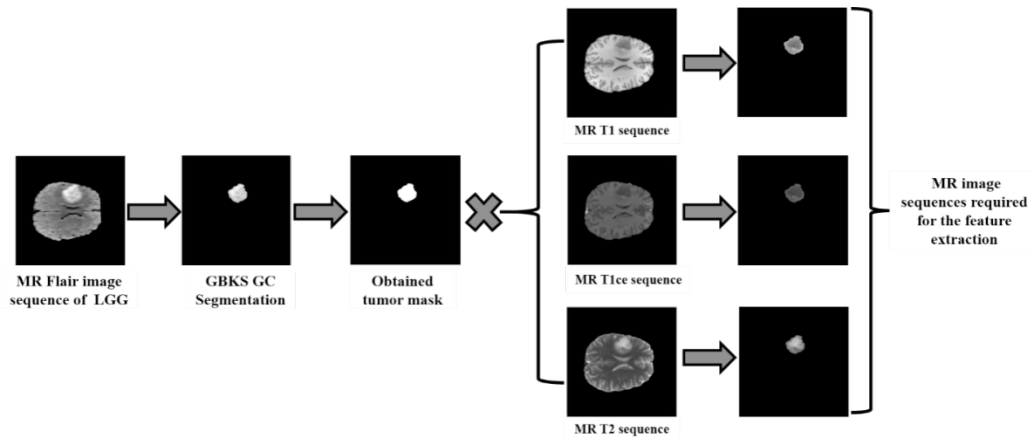 MR Flair image
sequence of LGG
GBKS GC
Segmentation
Obtained
tumor mask
MR T1 sequence
MR T1ce sequence
MR T2 sequence
MR image
sequences required
for the feature
extraction